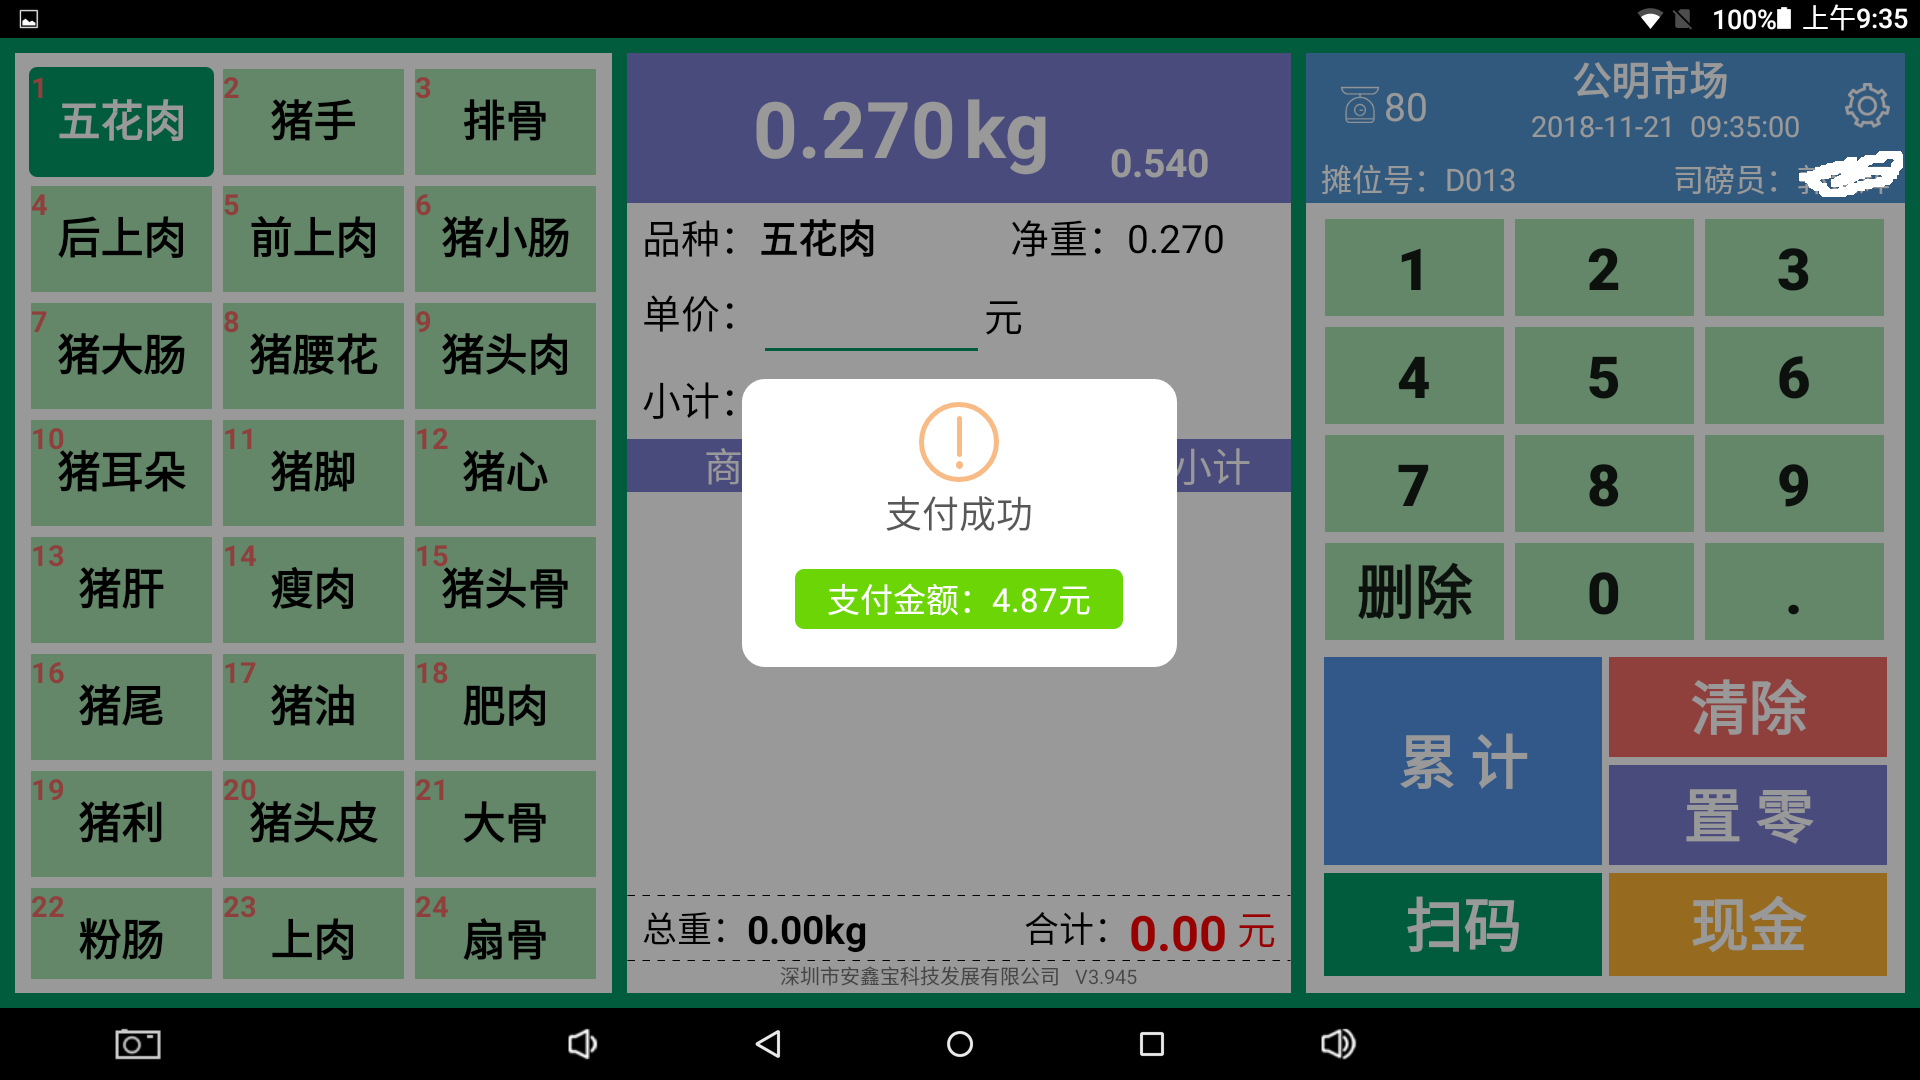 100% 上午9:35
1 五花肉
2 猪手
3 排骨
4 后上肉
5 前上肉
6 猪小肠
7 猪大肠
8 猪腰花
9 猪头肉
10 猪耳朵
11 猪脚
12 猪心
13 猪肝
14 瘦肉
15 猪头骨
16 猪尾
17 猪油
18 肥肉
19 猪利
20 猪头皮
21 大骨
22 粉肠
23 上肉
24 扇骨
0.270kg 0.540
品种：五花肉 净重：0.270
单价： 元
小计：
商 小计
支付成功
支付金额：4.87元
总重：0.00kg 合计：0.00 元
深圳市安鑫宝科技发展有限公司 V3.945
80
公明市场
2018-11-21 09:35:00
摊位号：D013 司磅员：
1 2 3
4 5 6
7 8 9
删除 0 .
累 计
清除
置 零
扫码
现金